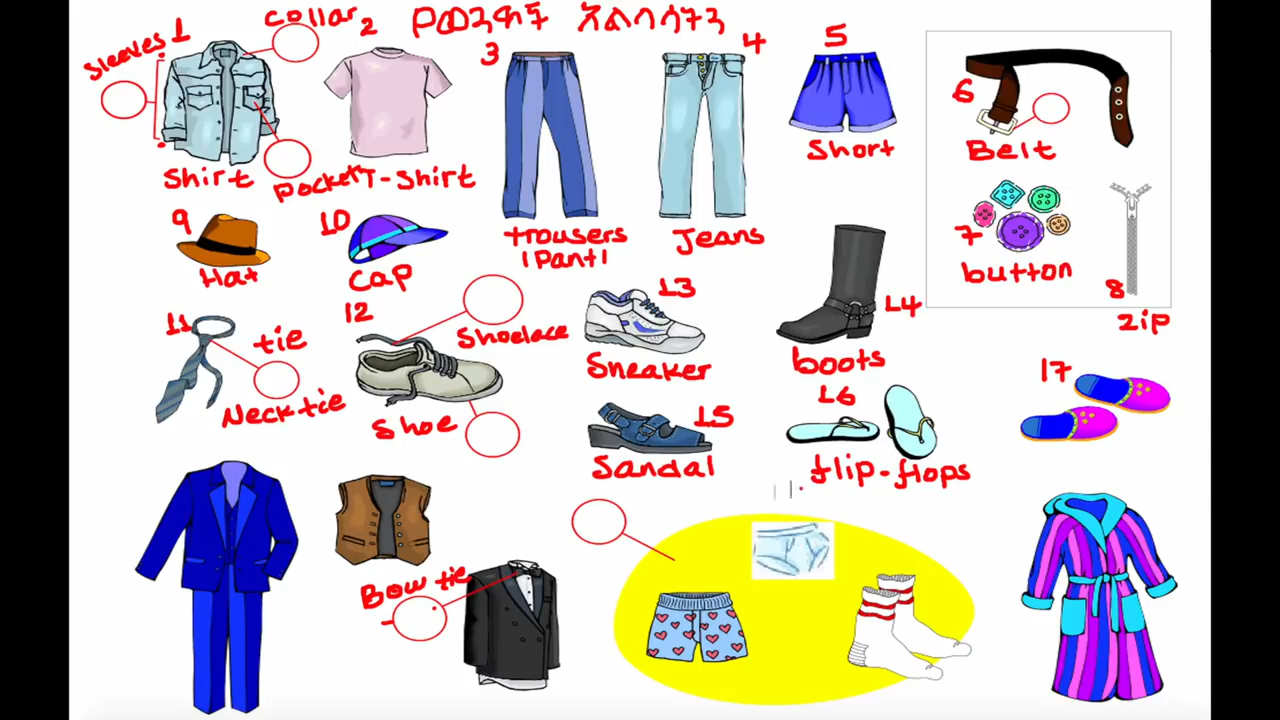 የወንዶች አልባሳትን
Sleeves 1
collar
2
3
4
5
6
Shirt
pocket
T-shirt
trousers
(Pant)
Jeans
Short
Belt
7
button
8
zip
9
Hat
10
cap
11
tie
Necktie
12
Shoelace
Shoe
13
Sneaker
14
boots
15
Sandal
16
flip-flops
17
Bow tie